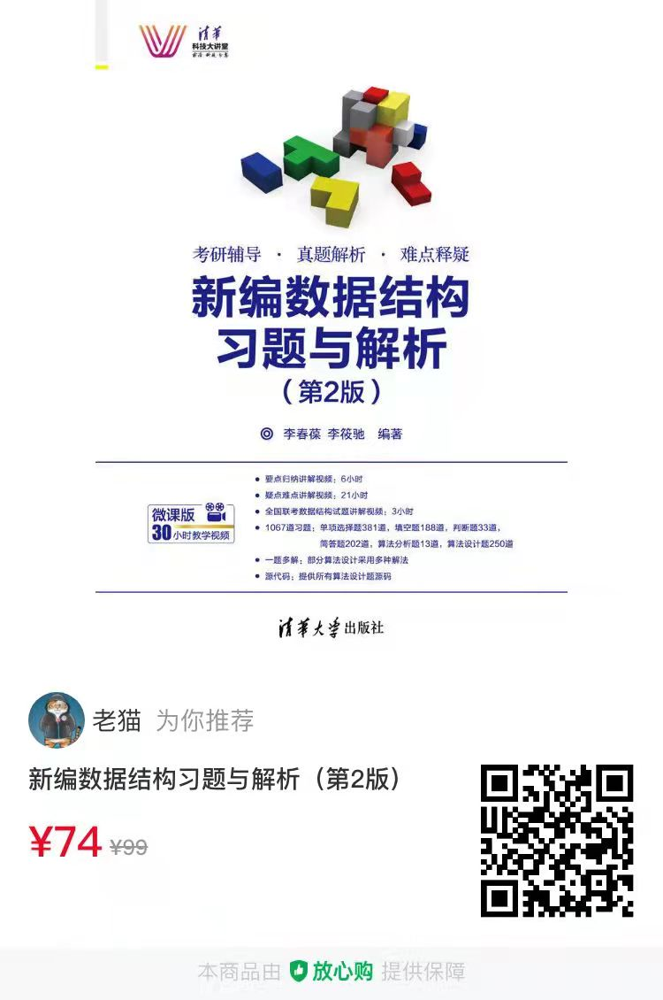 清华
科技大讲堂
考研辅导 · 真题解析 · 难点释疑
新编数据结构
习题与解析
（第2版）
李春葆 李筱驰 编著
微课版
30小时教学视频
• 要点归纳讲解视频：6小时
• 疑点难点讲解视频：21小时
• 全国联考数据结构试题讲解视频：3小时
• 1067道习题：单项选择题381道，填空题188道，判断题33道，
简答题202道，算法分析题13道，算法设计题250道
• 一题多解：部分算法设计采用多种解法
• 源代码：提供所有算法设计题源码
清华大学出版社
老猫 为你推荐
新编数据结构习题与解析（第2版）
¥74 ¥99
本商品由 放心购 提供保障